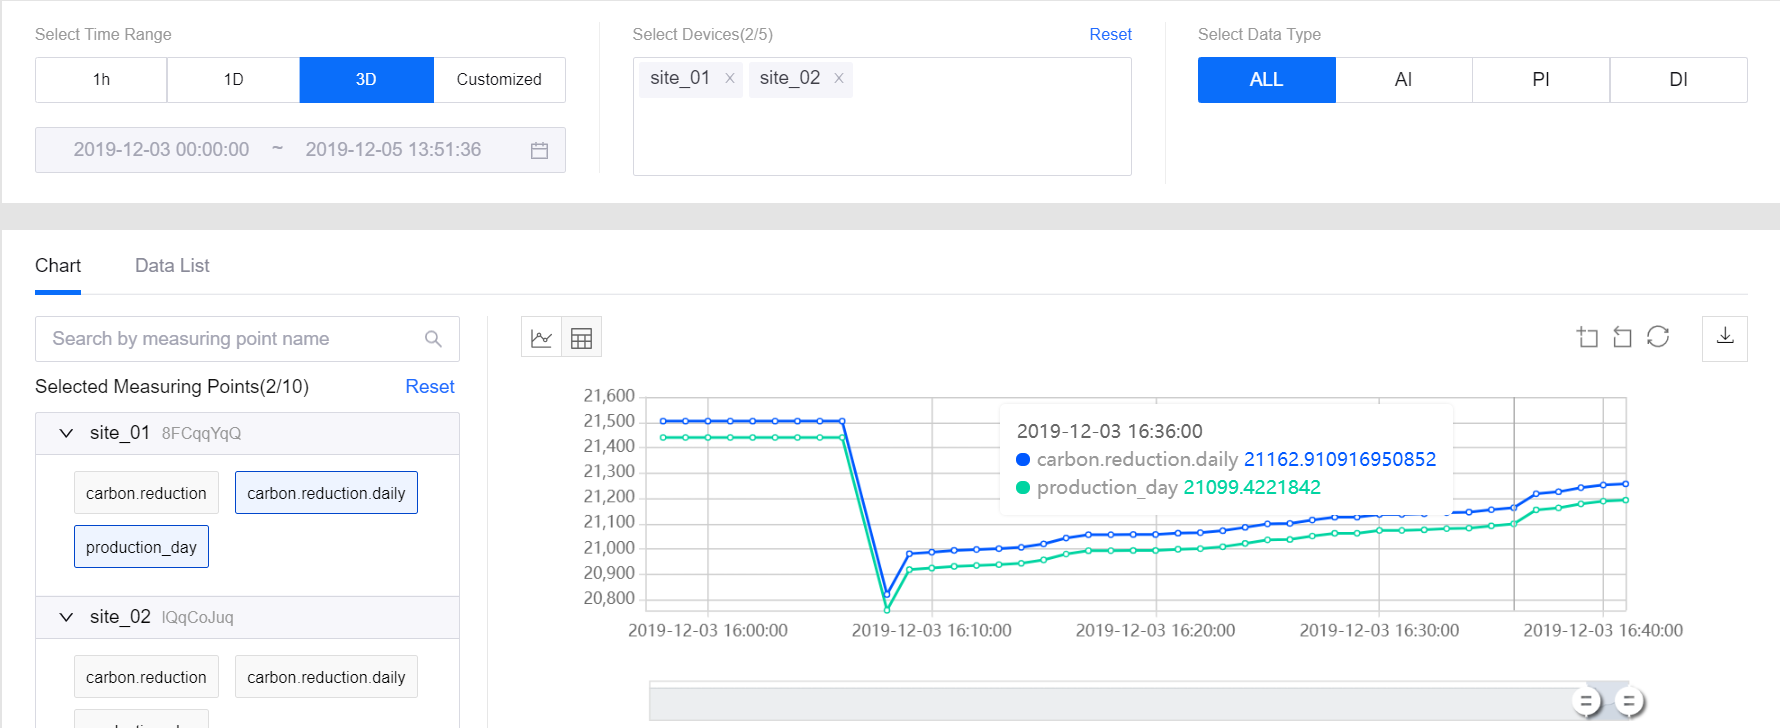 Select Time Range
1h 1D 3D Customized
2019-12-03 00:00:00 ~ 2019-12-05 13:51:36
Select Devices(2/5) Reset
site_01 x site_02 x
Select Data Type
ALL AI PI DI
Chart Data List
Search by measuring point name
Selected Measuring Points(2/10) Reset
site_01 8FCqqYqQ
carbon.reduction carbon.reduction.daily
production_day
site_02 lQqCoJuq
carbon.reduction carbon.reduction.daily
21,600
21,500
21,400
21,300
21,200
21,100
21,000
20,900
20,800
2019-12-03 16:36:00
carbon.reduction.daily 21162.910916950852
production_day 21099.4221842
2019-12-03 16:00:00 2019-12-03 16:10:00 2019-12-03 16:20:00 2019-12-03 16:30:00 2019-12-03 16:40:00